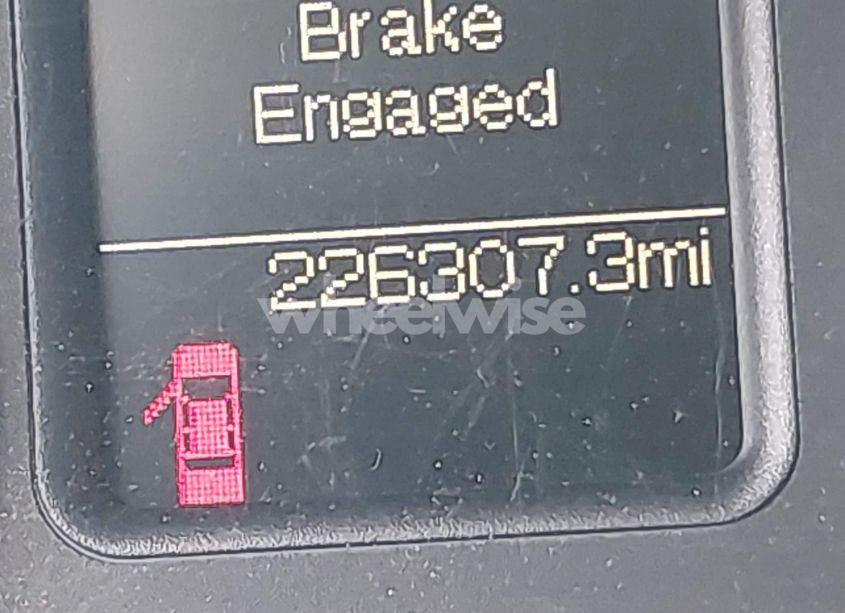 Brake
Engaged
226307.3mi
wheelwise